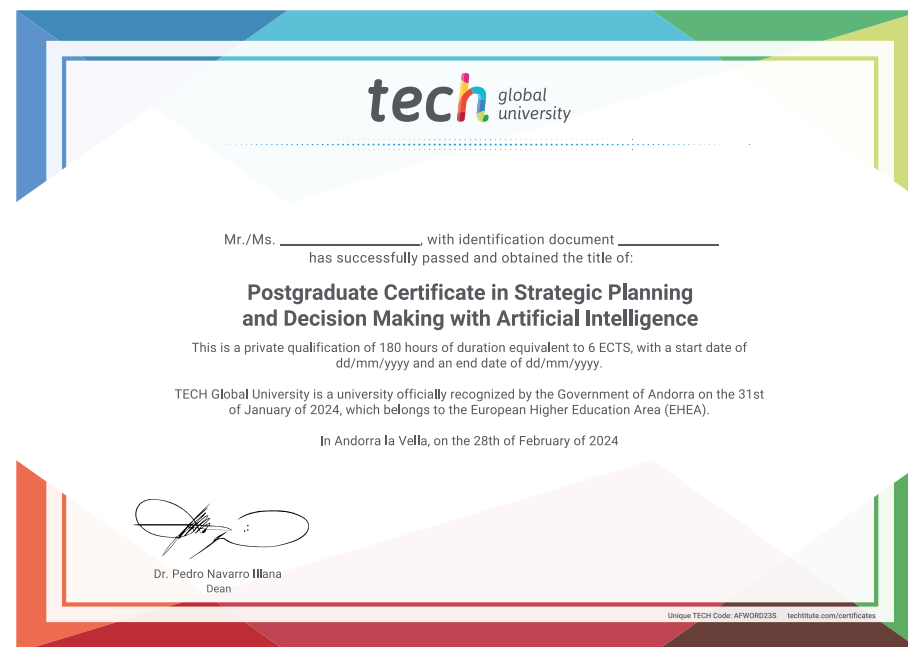 tech global university
Mr./Ms. ____________________, with identification document ______________
has successfully passed and obtained the title of:
Postgraduate Certificate in Strategic Planning
and Decision Making with Artificial Intelligence
This is a private qualification of 180 hours of duration equivalent to 6 ECTS, with a start date of
dd/mm/yyyy and an end date of dd/mm/yyyy.
TECH Global University is a university officially recognized by the Government of Andorra on the 31st
of January of 2024, which belongs to the European Higher Education Area (EHEA).
In Andorra la Vella, on the 28th of February of 2024
Dr. Pedro Navarro Illana
Dean
Unique TECH Code: AFWORD23S techtitute.com/certificates